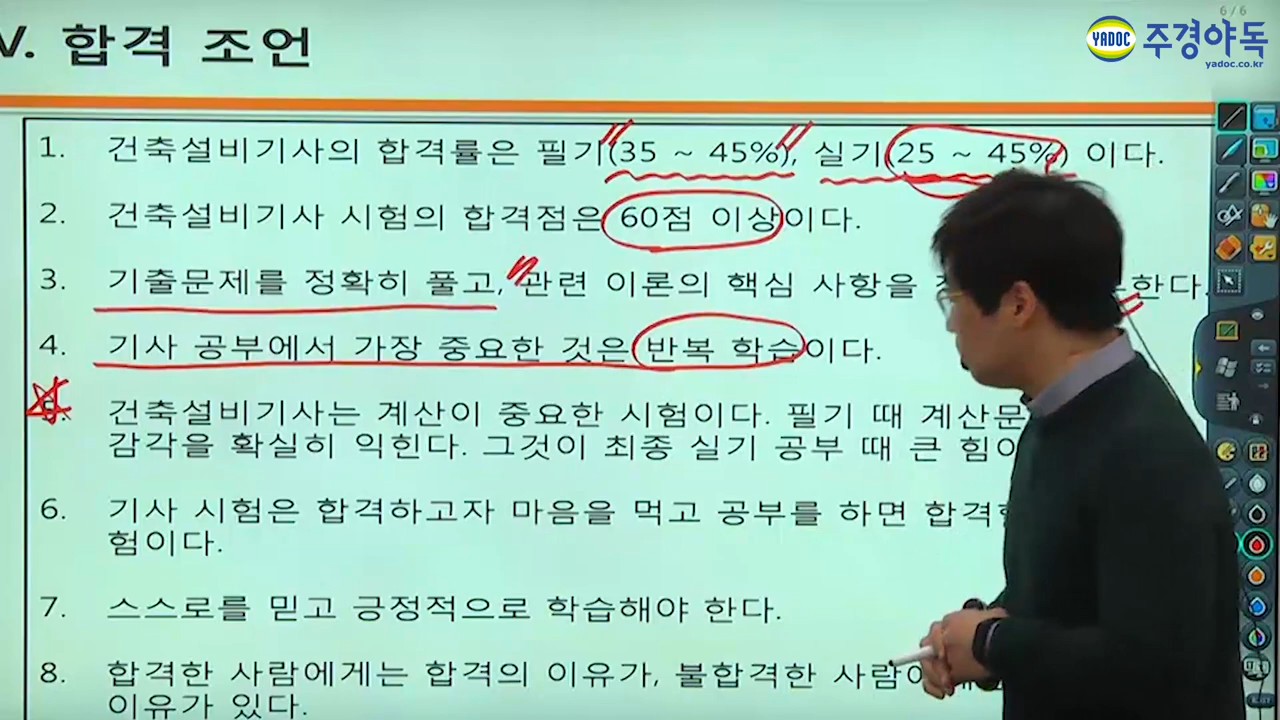 6 / 6
YADOC 주경야독
yadoc.co.kr
V. 합격 조언
1. 건축설비기사의 합격률은 필기(35 ~ 45%), 실기(25 ~ 45%) 이다.
2. 건축설비기사 시험의 합격점은 60점 이상이다.
3. 기출문제를 정확히 풀고, 관련 이론의 핵심 사항을 한다.
4. 기사 공부에서 가장 중요한 것은 반복 학습이다.
5. 건축설비기사는 계산이 중요한 시험이다. 필기 때 계산문
감각을 확실히 익힌다. 그것이 최종 실기 공부 때 큰 힘이
6. 기사 시험은 합격하고자 마음을 먹고 공부를 하면
험이다.
7. 스스로를 믿고 긍정적으로 학습해야 한다.
8. 합격한 사람에게는 합격의 이유가, 불합격한
이유가 있다.